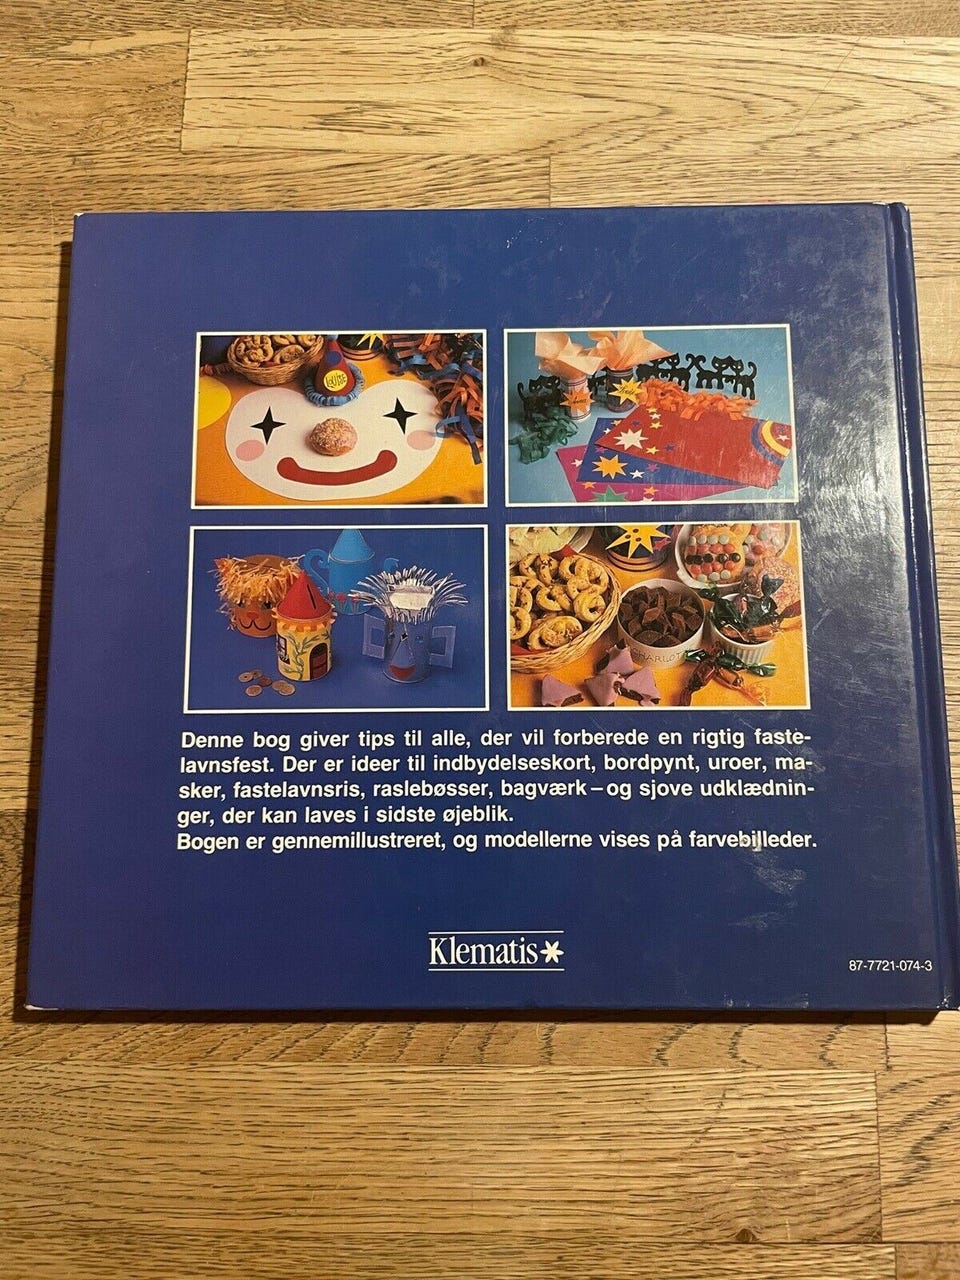 LOUISE
CHARLOT
Denne bog giver tips til alle, der vil forberede en rigtig faste-
lavnsfest. Der er ideer til indbydelseskort, bordpynt, uroer, ma-
sker, fastelavnsris, raslebøsser, bagværk – og sjove udklædnin-
ger, der kan laves i sidste øjeblik.
Bogen er gennemillustreret, og modellerne vises på farvebilleder.
Klematis
87-7721-074-3